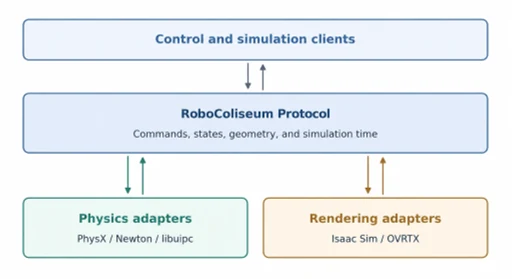 Control and simulation clients
RoboColiseum Protocol
Commands, states, geometry, and simulation time
Physics adapters
PhysX / Newton / libuipc
Rendering adapters
Isaac Sim / OVRTX